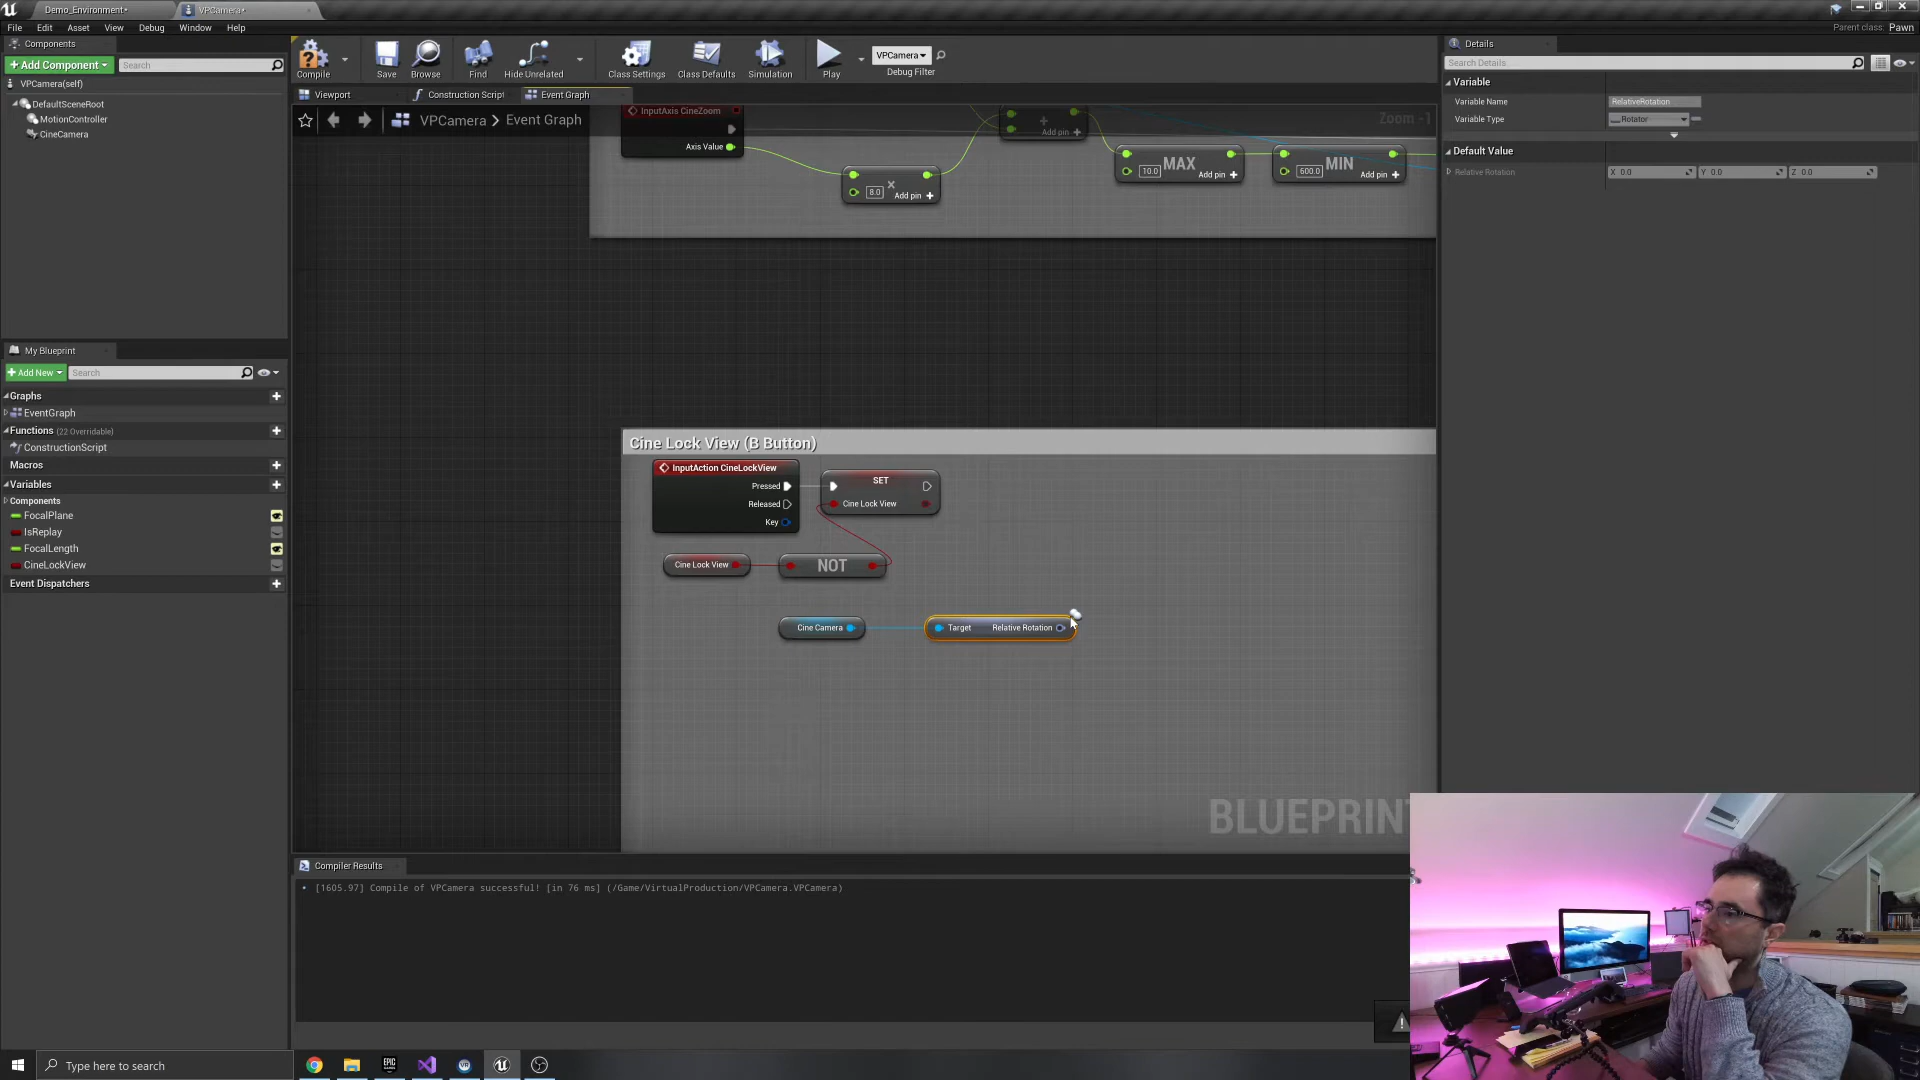 Demo_Environment*
VPCamera*
File Edit Asset View Debug Window Help
Parent class: Pawn
Components
+ Add Component
Search
VPCamera(self)
DefaultSceneRoot
MotionController
CineCamera
Compile
Save
Browse
Find
Hide Unrelated
Class Settings
Class Defaults
Simulation
Play
VPCamera
Debug Filter
Viewport
Construction Script
Event Graph
VPCamera > Event Graph
Zoom -1
InputAxis CineZoom
Axis Value
8.0
Add pin +
Add pin +
10.0 MAX
Add pin +
600.0 MIN
Add pin +
My Blueprint
+ Add New
Search
Graphs
EventGraph
Functions (22 Overridable)
ConstructionScript
Macros
Variables
Components
FocalPlane
IsReplay
FocalLength
CineLockView
Event Dispatchers
Cine Lock View (B Button)
InputAction CineLockView
Pressed
Released
Key
SET
Cine Lock View
Cine Lock View
NOT
Cine Camera
Target Relative Rotation
BLUEPRINT
Compiler Results
[1605.97] Compile of VPCamera successful! [in 76 ms] (/Game/VirtualProduction/VPCamera.VPCamera)
Details
Search Details
Variable
Variable Name RelativeRotation
Variable Type Rotator
Default Value
Relative Rotation X 0.0 Y 0.0 Z 0.0
Type here to search